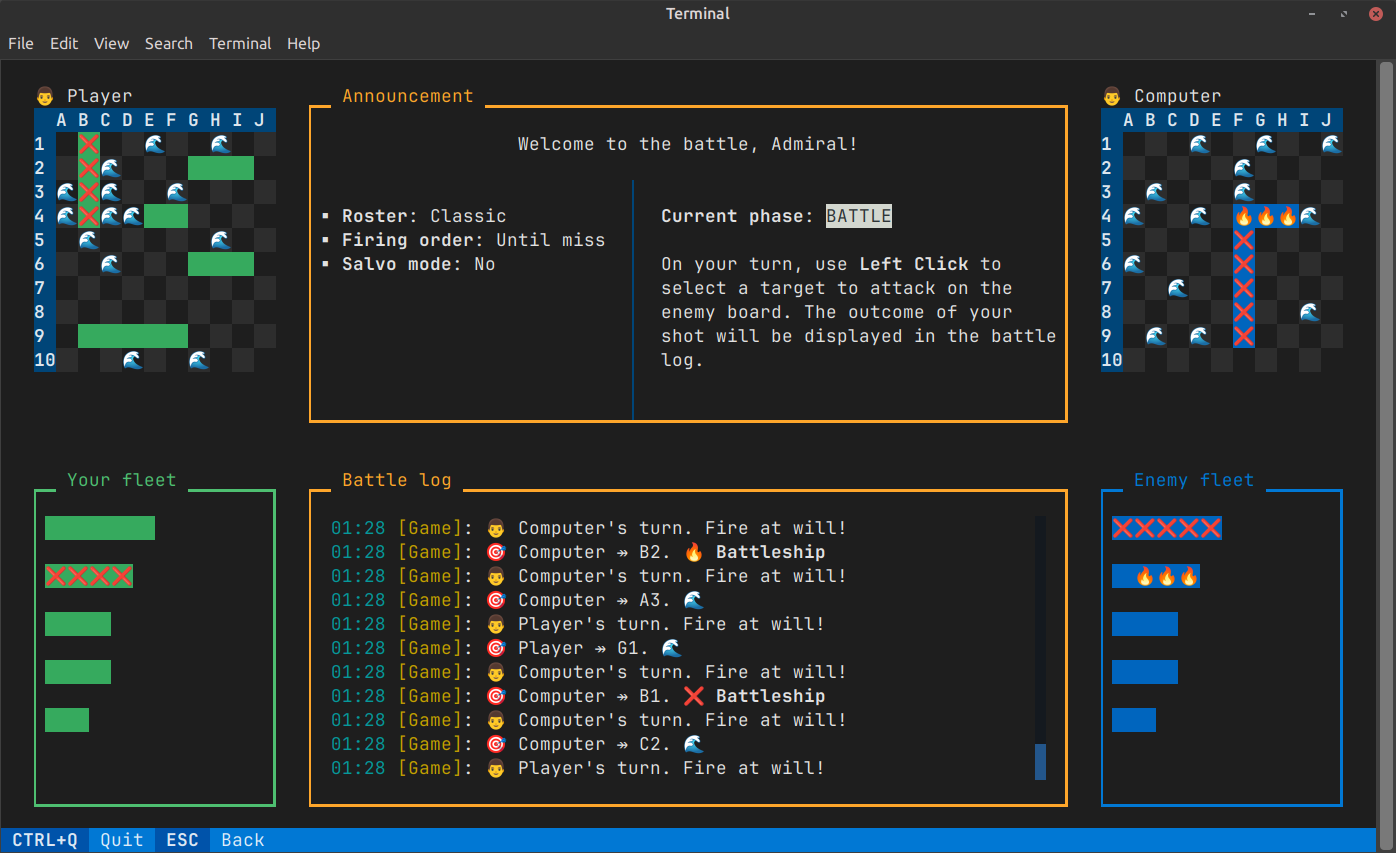 Terminal
File Edit View Search Terminal Help
👨 Player
A B C D E F G H I J
1
2
3
4
5
6
7
8
9
10
Announcement
Welcome to the battle, Admiral!
▪ Roster: Classic
▪ Firing order: Until miss
▪ Salvo mode: No
Current phase: BATTLE
On your turn, use Left Click to
select a target to attack on the
enemy board. The outcome of your
shot will be displayed in the battle
log.
👨 Computer
A B C D E F G H I J
1
2
3
4
5
6
7
8
9
10
Your fleet
Battle log
01:28 [Game]: 👨 Computer's turn. Fire at will!
01:28 [Game]: 🎯 Computer ↠ B2. 🔥 Battleship
01:28 [Game]: 👨 Computer's turn. Fire at will!
01:28 [Game]: 🎯 Computer ↠ A3. 🌊
01:28 [Game]: 👨 Player's turn. Fire at will!
01:28 [Game]: 🎯 Player ↠ G1. 🌊
01:28 [Game]: 👨 Computer's turn. Fire at will!
01:28 [Game]: 🎯 Computer ↠ B1. ❌ Battleship
01:28 [Game]: 👨 Computer's turn. Fire at will!
01:28 [Game]: 🎯 Computer ↠ C2. 🌊
01:28 [Game]: 👨 Player's turn. Fire at will!
Enemy fleet
CTRL+Q Quit ESC Back